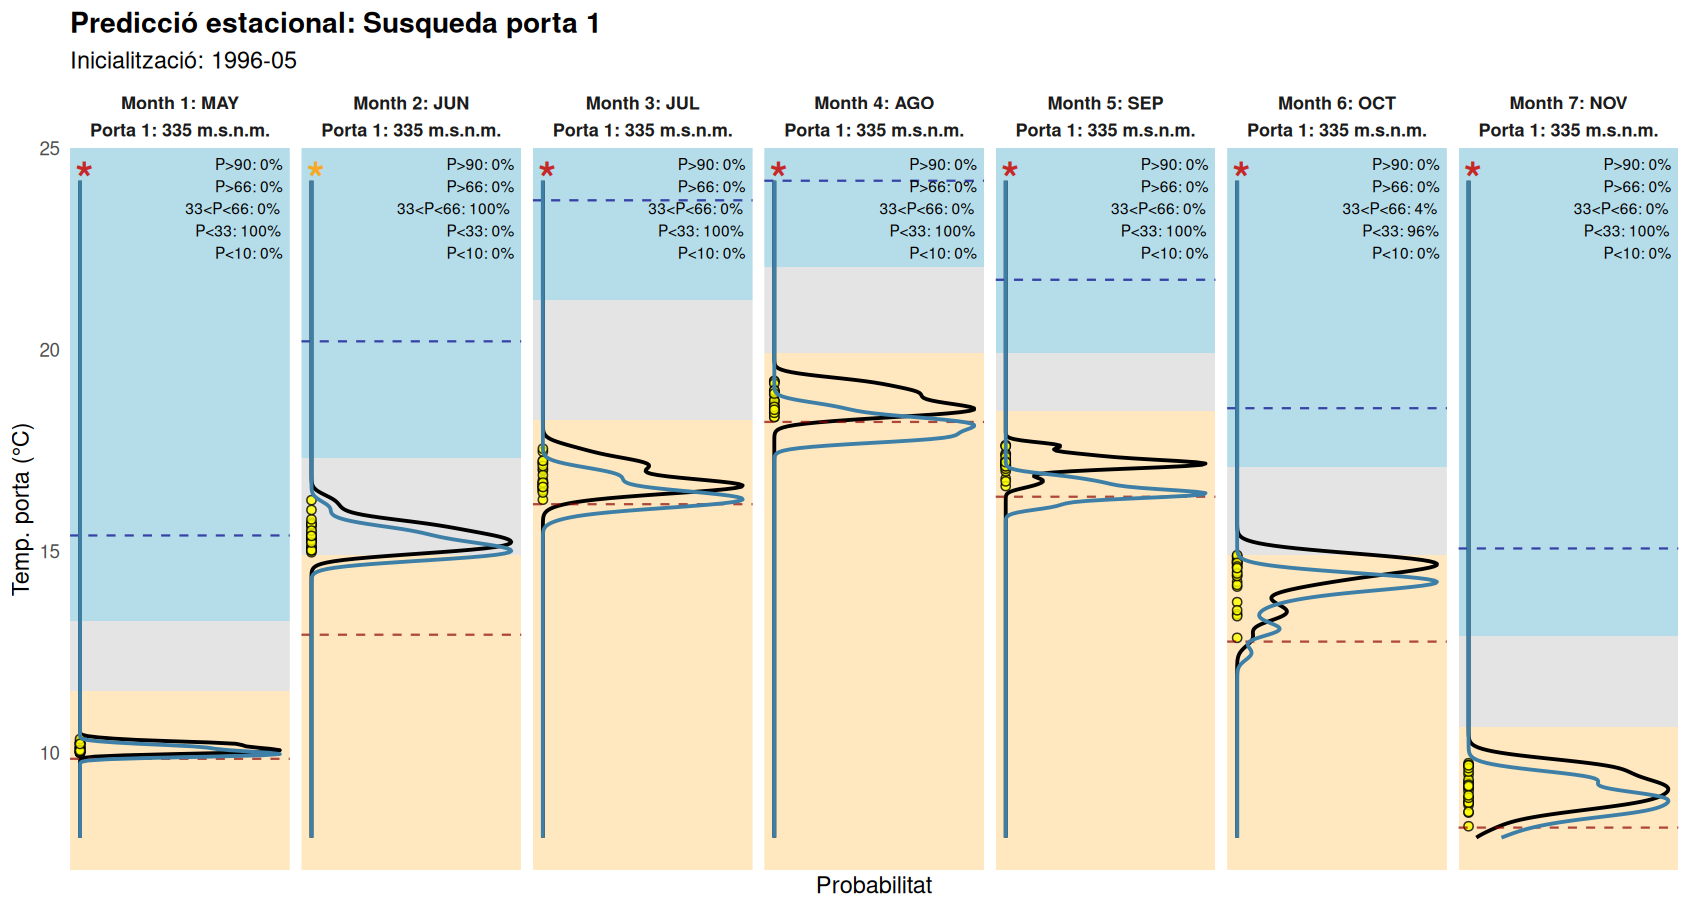 Predicció estacional: Susqueda porta 1
Inicialització: 1996-05
Month 1: MAY
Porta 1: 335 m.s.n.m.
Month 2: JUN
Porta 1: 335 m.s.n.m.
Month 3: JUL
Porta 1: 335 m.s.n.m.
Month 4: AGO
Porta 1: 335 m.s.n.m.
Month 5: SEP
Porta 1: 335 m.s.n.m.
Month 6: OCT
Porta 1: 335 m.s.n.m.
Month 7: NOV
Porta 1: 335 m.s.n.m.
Temp. porta (°C)
25
20
15
10
*
P>90: 0%
P>66: 0%
33<P<66: 0%
P<33: 100%
P<10: 0%
*
P>90: 0%
P>66: 0%
33<P<66: 100%
P<33: 0%
P<10: 0%
*
P>90: 0%
P>66: 0%
33<P<66: 0%
P<33: 100%
P<10: 0%
*
P>90: 0%
P>66: 0%
33<P<66: 0%
P<33: 100%
P<10: 0%
*
P>90: 0%
P>66: 0%
33<P<66: 0%
P<33: 100%
P<10: 0%
*
P>90: 0%
P>66: 0%
33<P<66: 4%
P<33: 96%
P<10: 0%
*
P>90: 0%
P>66: 0%
33<P<66: 0%
P<33: 100%
P<10: 0%
Probabilitat